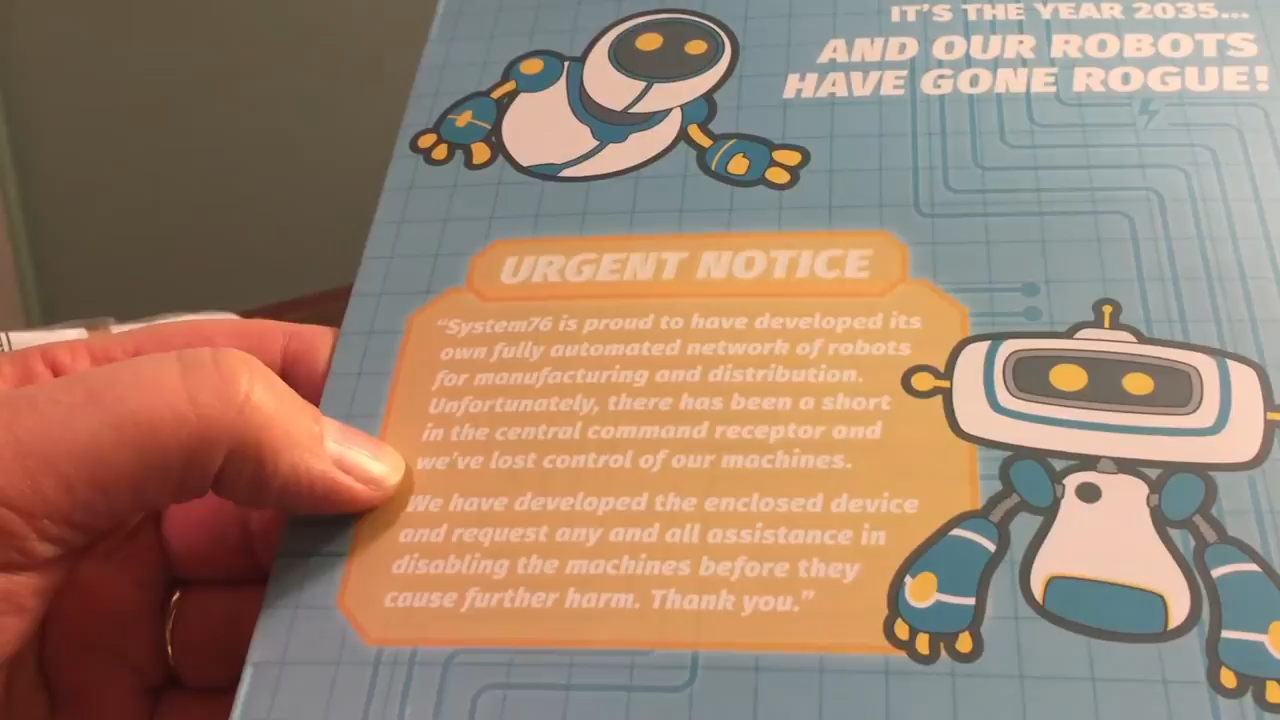 IT'S THE YEAR 2035...
AND OUR ROBOTS
HAVE GONE ROGUE!
URGENT NOTICE
"System76 is proud to have developed its
own fully automated network of robots
for manufacturing and distribution.
Unfortunately, there has been a short
in the central command receptor and
we've lost control of our machines.
We have developed the enclosed device
and request any and all assistance in
disabling the machines before they
cause further harm. Thank you."